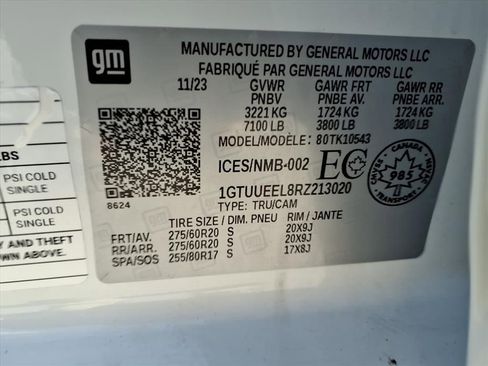 gm
MANUFACTURED BY GENERAL MOTORS LLC
FABRIQUÉ PAR GENERAL MOTORS LLC
11/23 GVWR GAWR FRT GAWR RR
PNBV PNBE AV. PNBE ARR.
3221 KG 1724 KG 1724 KG
7100 LB 3800 LB 3800 LB
MODEL/MODÈLE: 80TK10543
ICES/NMB-002 EC
CANADA
985
1GTUUEEL8RZ213020
8624
TYPE: TRU/CAM
TIRE SIZE / DIM. PNEU RIM / JANTE
FRT/AV. 275/60R20 S 20X9J
RR/ARR. 275/60R20 S 20X9J
SPA/SOS 255/80R17 S 17X8J
LBS
PSI COLD
SINGLE
PSI COLD
SINGLE
Y AND THEFT
OWN ABOVE.